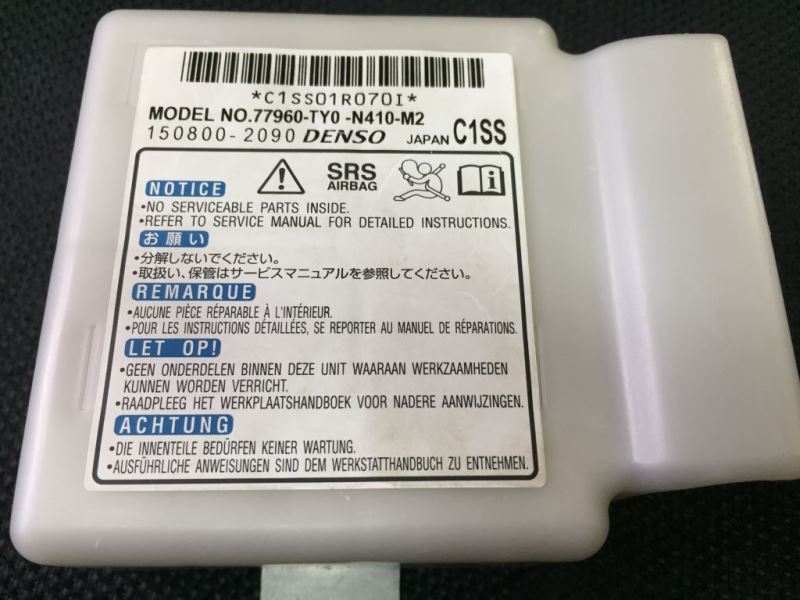 *C1SS01R070I*
MODEL NO.77960-TY0 -N410-M2
150800-2090 DENSO JAPAN C1SS
SRS
AIRBAG
NOTICE
•NO SERVICEABLE PARTS INSIDE.
•REFER TO SERVICE MANUAL FOR DETAILED INSTRUCTIONS.
お願い
•分解しないでください。
•取扱い、保管はサービスマニュアルを参照してください。
REMARQUE
•AUCUNE PIÈCE RÉPARABLE À L'INTÉRIEUR.
•POUR LES INSTRUCTIONS DÉTAILLÉES, SE REPORTER AU MANUEL DE RÉPARATIONS.
LET OP!
•GEEN ONDERDELEN BINNEN DEZE UNIT WAARAAN WERKZAAMHEDEN
KUNNEN WORDEN VERRICHT.
•RAADPLEEG HET WERKPLAATSHANDBOEK VOOR NADERE AANWIJZINGEN.
ACHTUNG
•DIE INNENTEILE BEDÜRFEN KEINER WARTUNG.
•AUSFÜHRLICHE ANWEISUNGEN SIND DEM WERKSTATTHANDBUCH ZU ENTNEHMEN.